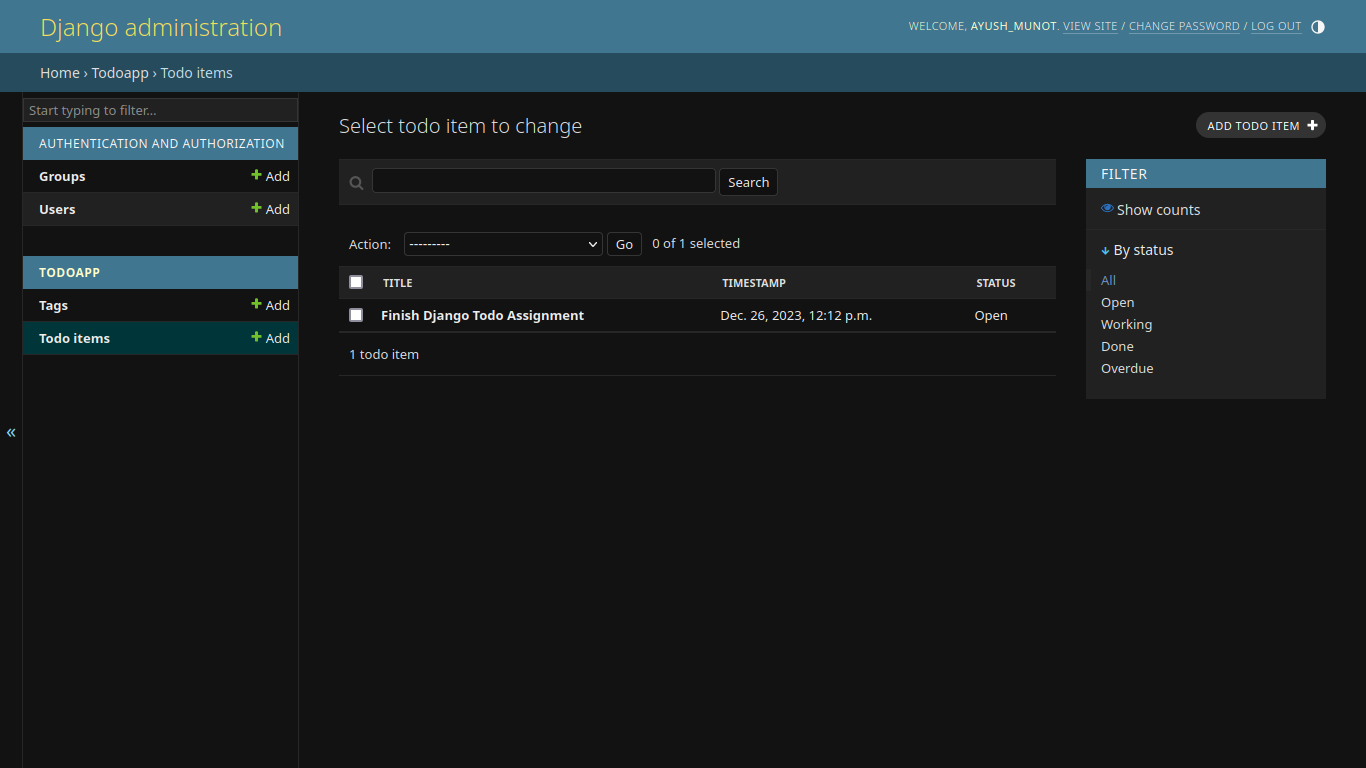 Django administration
WELCOME, AYUSH_MUNOT. VIEW SITE / CHANGE PASSWORD / LOG OUT
Home › Todoapp › Todo items
Start typing to filter...
AUTHENTICATION AND AUTHORIZATION
Groups + Add
Users + Add
TODOAPP
Tags + Add
Todo items + Add
«
Select todo item to change
ADD TODO ITEM +
Search
Action: --------- Go 0 of 1 selected
TITLE TIMESTAMP STATUS
Finish Django Todo Assignment Dec. 26, 2023, 12:12 p.m. Open
1 todo item
FILTER
Show counts
↓ By status
All
Open
Working
Done
Overdue